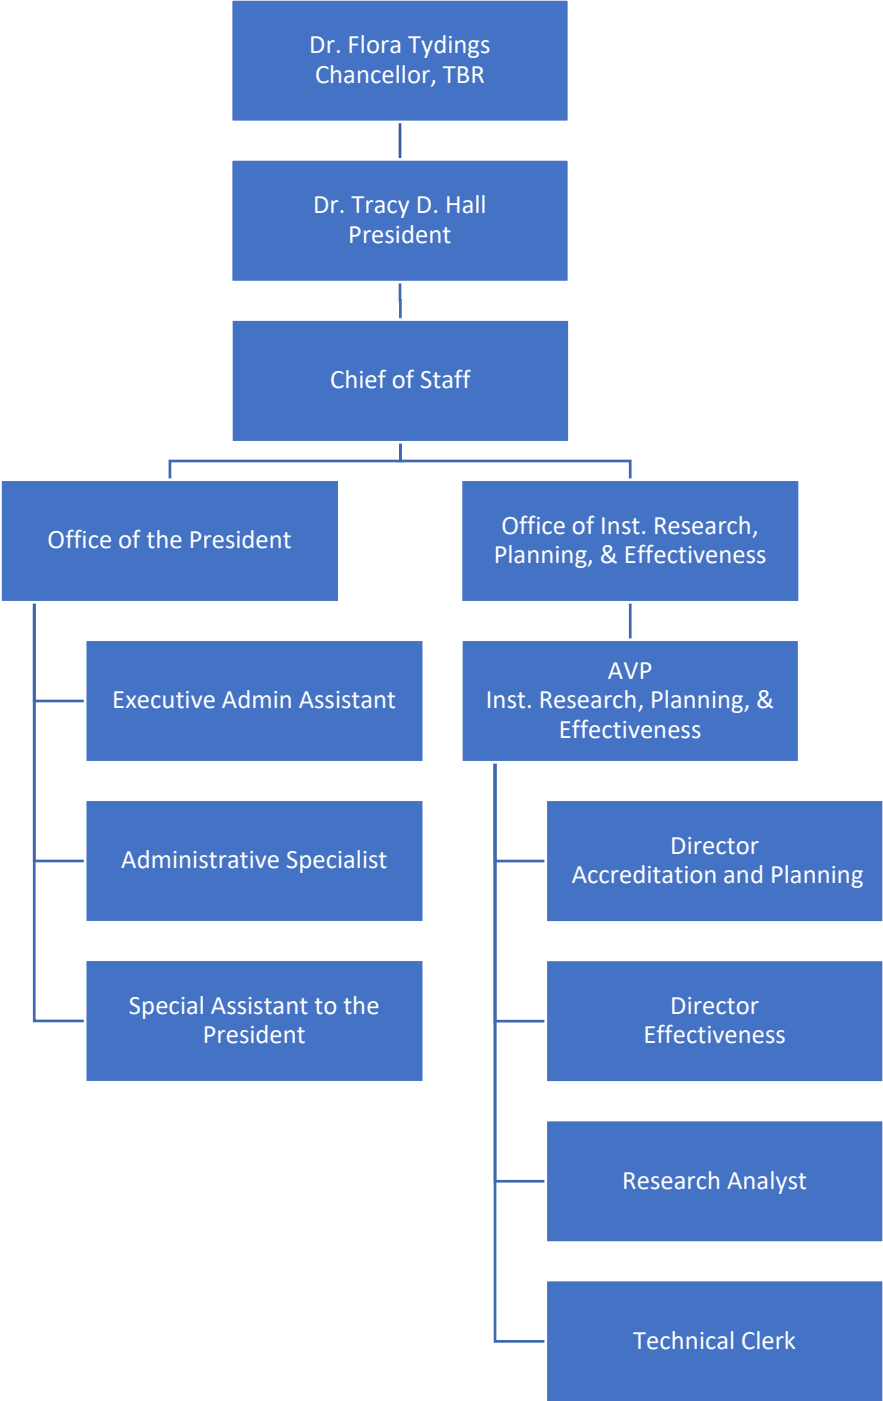 Dr. Flora Tydings
Chancellor, TBR
Dr. Tracy D. Hall
President
Chief of Staff
Office of the President
Office of Inst. Research,
Planning, & Effectiveness
Executive Admin Assistant
AVP
Inst. Research, Planning, &
Effectiveness
Administrative Specialist
Director
Accreditation and Planning
Special Assistant to the
President
Director
Effectiveness
Research Analyst
Technical Clerk